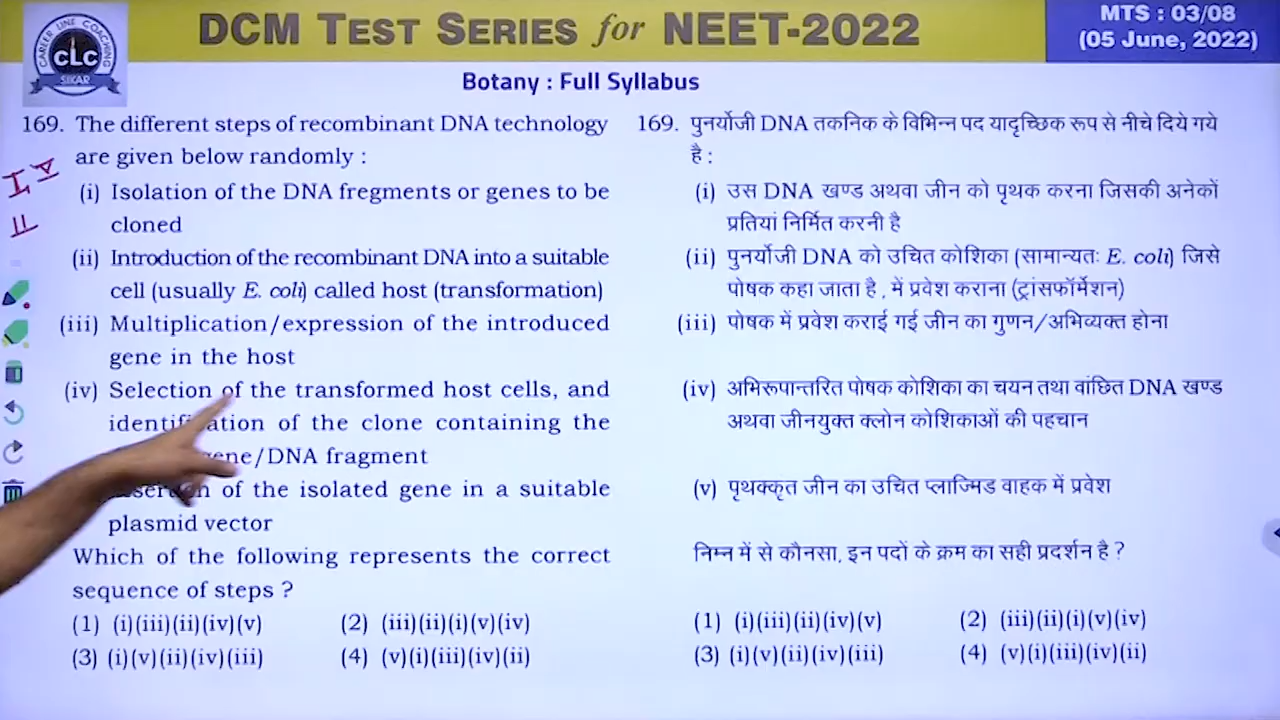 DCM TEST SERIES for NEET-2022
MTS : 03/08
(05 June, 2022)
CAREER LINE COACHING
CLC
SIKAR
Botany : Full Syllabus
169. The different steps of recombinant DNA technology
are given below randomly :
(i) Isolation of the DNA fregments or genes to be
cloned
(ii) Introduction of the recombinant DNA into a suitable
cell (usually E. coli) called host (transformation)
(iii) Multiplication/expression of the introduced
gene in the host
(iv) Selection of the transformed host cells, and
identification of the clone containing the
gene/DNA fragment
insertion of the isolated gene in a suitable
plasmid vector
Which of the following represents the correct
sequence of steps ?
(1) (i)(iii)(ii)(iv)(v) (2) (iii)(ii)(i)(v)(iv)
(3) (i)(v)(ii)(iv)(iii) (4) (v)(i)(iii)(iv)(ii)
I V
II
169. पुनर्योजी DNA तकनिक के विभिन्न पद यादृच्छिक रूप से नीचे दिये गये
है :
(i) उस DNA खण्ड अथवा जीन को पृथक करना जिसकी अनेकों
प्रतियां निर्मित करनी है
(ii) पुनर्योजी DNA को उचित कोशिका (सामान्यतः E. coli) जिसे
पोषक कहा जाता है , में प्रवेश कराना (ट्रांसफॉर्मेशन)
(iii) पोषक में प्रवेश कराई गई जीन का गुणन/अभिव्यक्त होना
(iv) अभिरूपान्तरित पोषक कोशिका का चयन तथा वांछित DNA खण्ड
अथवा जीनयुक्त क्लोन कोशिकाओं की पहचान
(v) पृथक्कृत जीन का उचित प्लाज्मिड वाहक में प्रवेश
निम्न में से कौनसा, इन पदों के क्रम का सही प्रदर्शन है ?
(1) (i)(iii)(ii)(iv)(v) (2) (iii)(ii)(i)(v)(iv)
(3) (i)(v)(ii)(iv)(iii) (4) (v)(i)(iii)(iv)(ii)